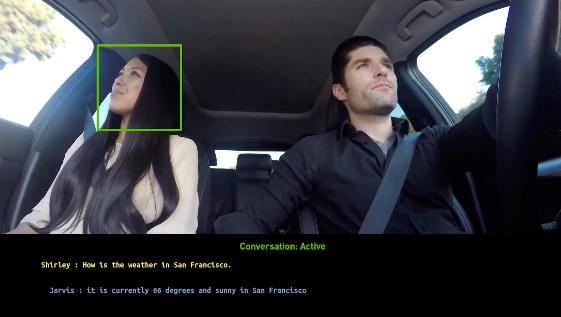 Conversation: Active
Shirley : How is the weather in San Francisco.
Jarvis : it is currently 66 degrees and sunny in San Francisco